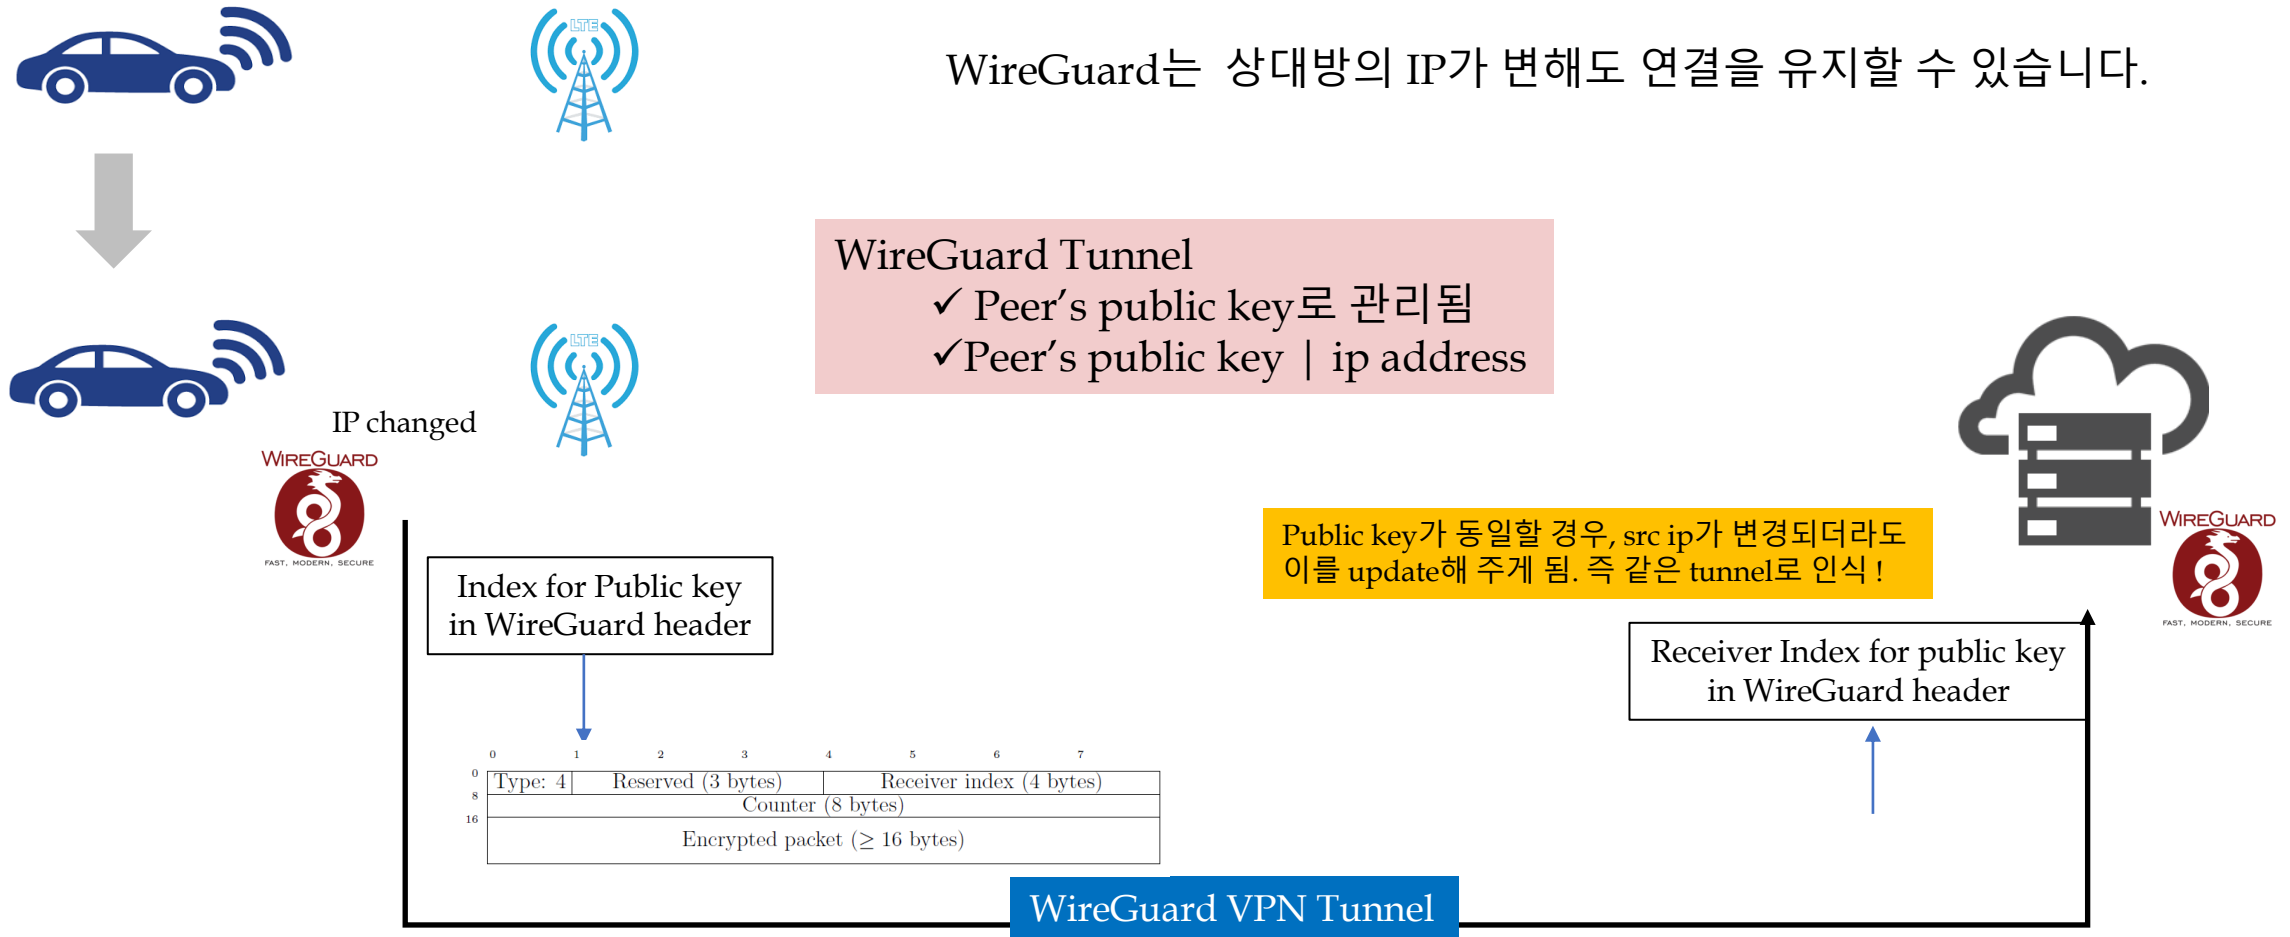 LTE
WireGuard는 상대방의 IP가 변해도 연결을 유지할 수 있습니다.
WireGuard Tunnel
✓ Peer's public key로 관리됨
✓Peer's public key | ip address
LTE
IP changed
WIREGUARD
FAST, MODERN, SECURE
Public key가 동일할 경우, src ip가 변경되더라도
이를 update해 주게 됨. 즉 같은 tunnel로 인식 !
WIREGUARD
FAST, MODERN, SECURE
Index for Public key
in WireGuard header
Receiver Index for public key
in WireGuard header
0 1 2 3 4 5 6 7
0 Type: 4 Reserved (3 bytes) Receiver index (4 bytes)
8 Counter (8 bytes)
16 Encrypted packet (≥ 16 bytes)
WireGuard VPN Tunnel